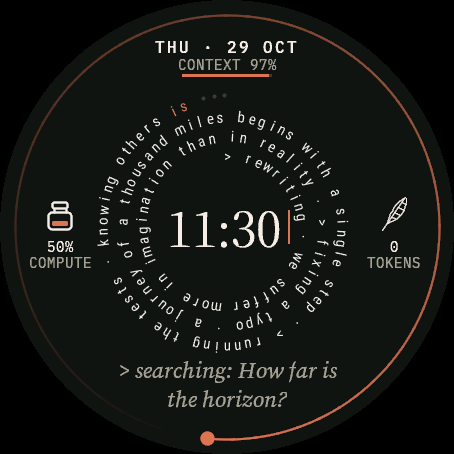 THU · 29 OCT
CONTEXT 97%
> rewriting · we suffer more in imagination than in reality · > fixing a typo · a journey of a thousand miles begins with a single step · > running the tests · knowing others is ···
11:30
50%
COMPUTE
0
TOKENS
> searching: How far is
the horizon?